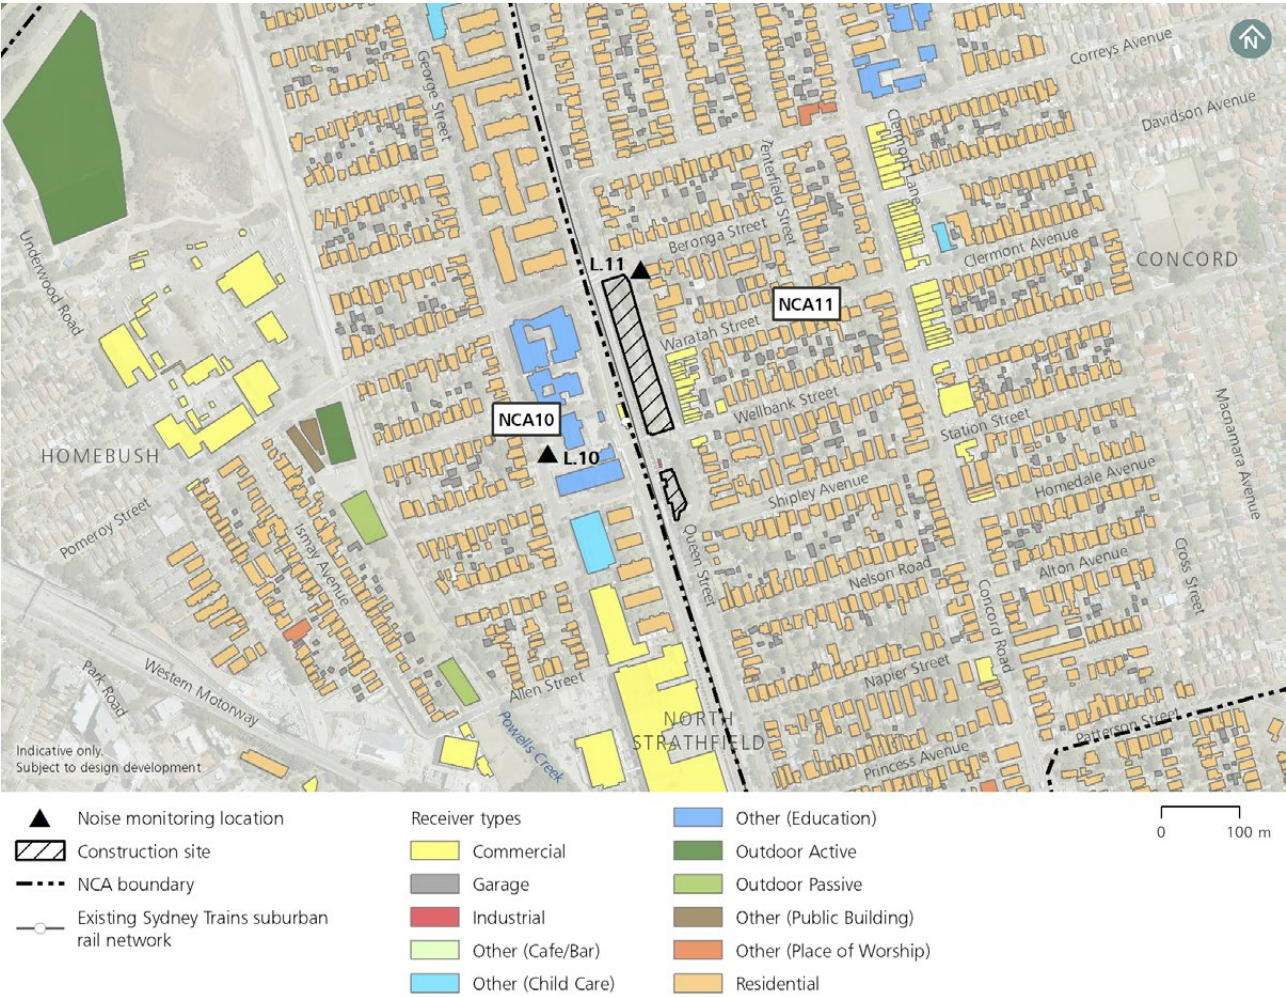 N
Correys Avenue
Davidson Avenue
George Street
Clermont Lane
Tenterfield Street
Beronga Street
Clermont Avenue
CONCORD
Underwood Road
L.11
NCA11
Waratah Street
Wellbank Street
Station Street
Macnamara Avenue
NCA10
L.10
HOMEBUSH
Pomeroy Street
Ismay Avenue
Shipley Avenue
Homedale Avenue
Queen Street
Nelson Road
Alton Avenue
Cross Street
Concord Road
Western Motorway
Park Road
Allen Street
Napier Street
Powells Creek
NORTH
STRATHFIELD
Patterson Street
Princess Avenue
Indicative only.
Subject to design development
Noise monitoring location
Construction site
NCA boundary
Existing Sydney Trains suburban
rail network
Receiver types
Commercial
Garage
Industrial
Other (Cafe/Bar)
Other (Child Care)
Other (Education)
Outdoor Active
Outdoor Passive
Other (Public Building)
Other (Place of Worship)
Residential
0 100 m